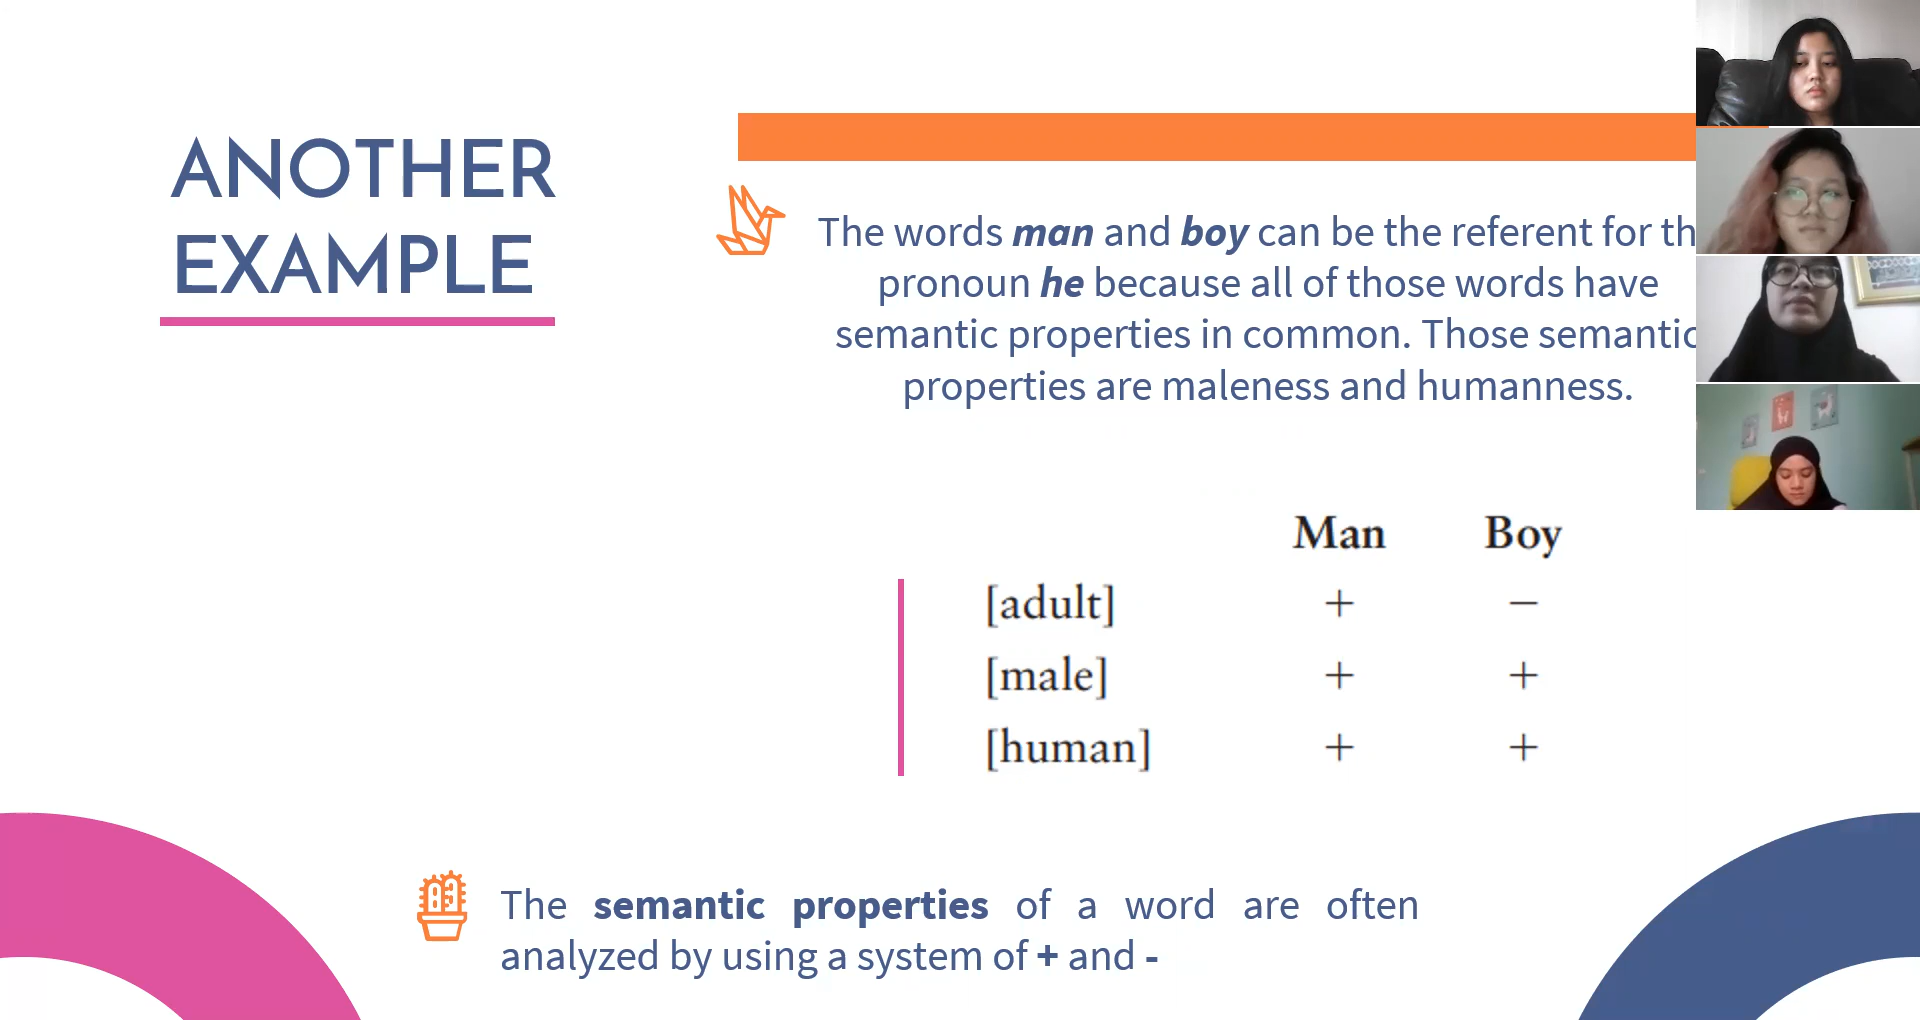 ANOTHER
EXAMPLE
The words man and boy can be the referent for th
pronoun he because all of those words have
semantic properties in common. Those semantic
properties are maleness and humanness.
Man Boy
[adult] + −
[male] + +
[human] + +
The semantic properties of a word are often
analyzed by using a system of + and -